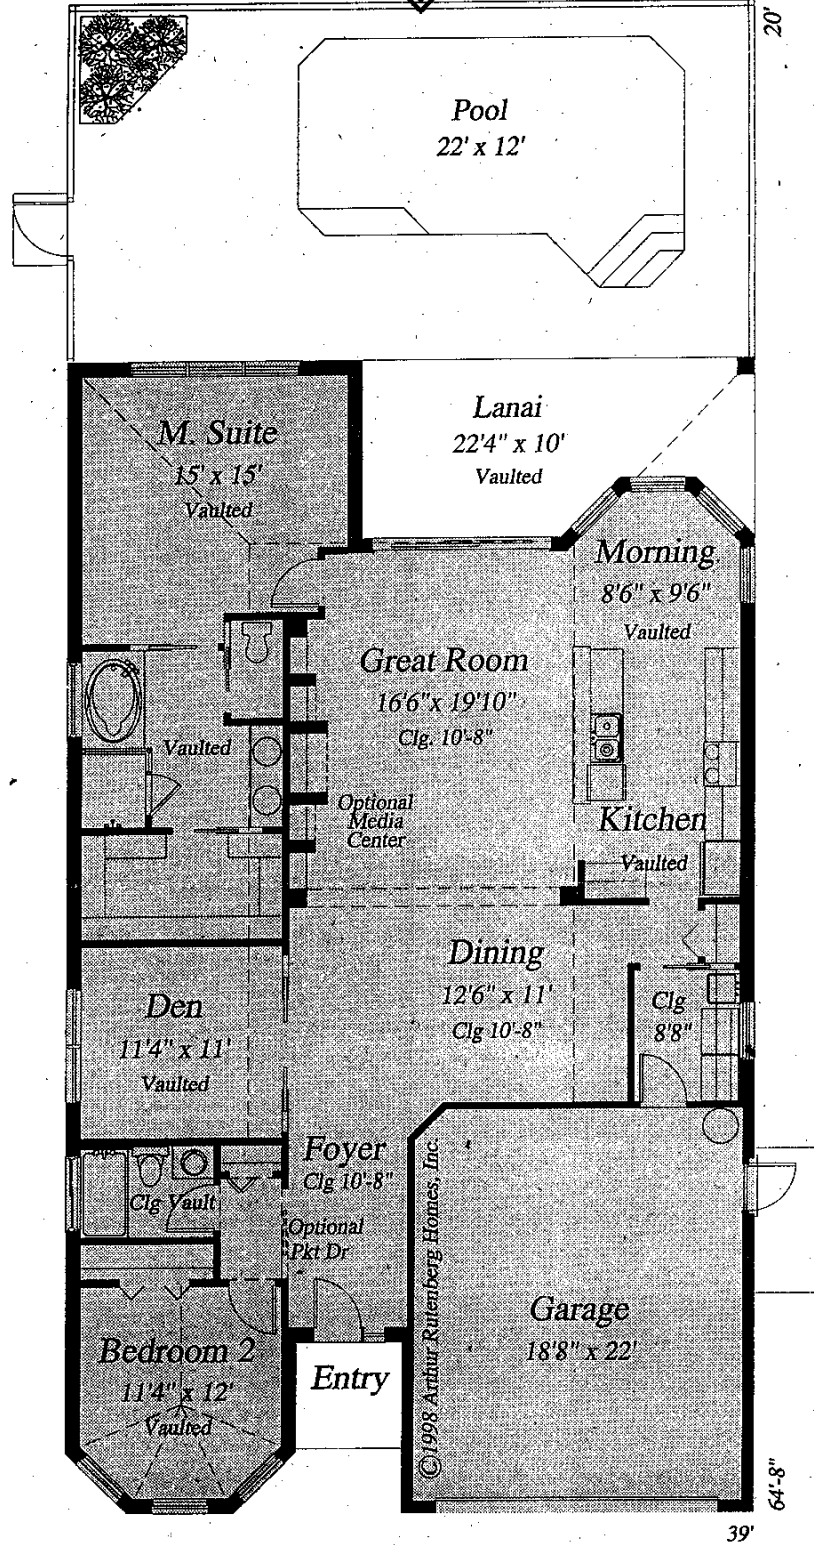 20'
Pool
22' x 12'
M. Suite
15' x 15'
Vaulted
Lanai
22'4" x 10'
Vaulted
Morning
8'6" x 9'6"
Vaulted
Great Room
16'6"x 19'10"
Clg. 10'-8"
Vaulted
Optional
Media
Center
Kitchen
Vaulted
Dining
12'6" x 11'
Clg 10'-8"
Clg
8'8"
Den
11'4" x 11'
Vaulted
Foyer
Clg 10'-8"
Clg Vault
Optional
Pkt Dr
Bedroom 2
11'4" x 12'
Vaulted
Entry
©1998 Arthur Rutenberg Homes, Inc.
Garage
18'8" x 22'
64'-8"
39'